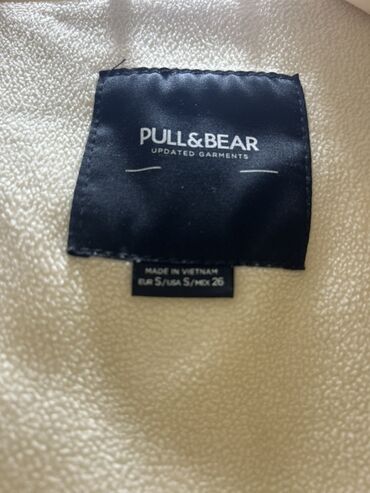 PULL&BEAR
UPDATED GARMENTS
MADE IN VIETNAM
EUR S/USA S/MEX 26